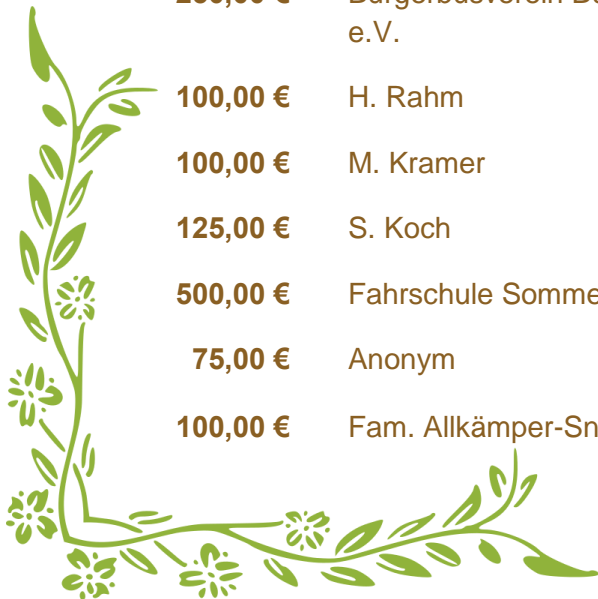 e.V.
100,00 € H. Rahm
100,00 € M. Kramer
125,00 € S. Koch
500,00 € Fahrschule
75,00 € Anonym
100,00 € Fam.